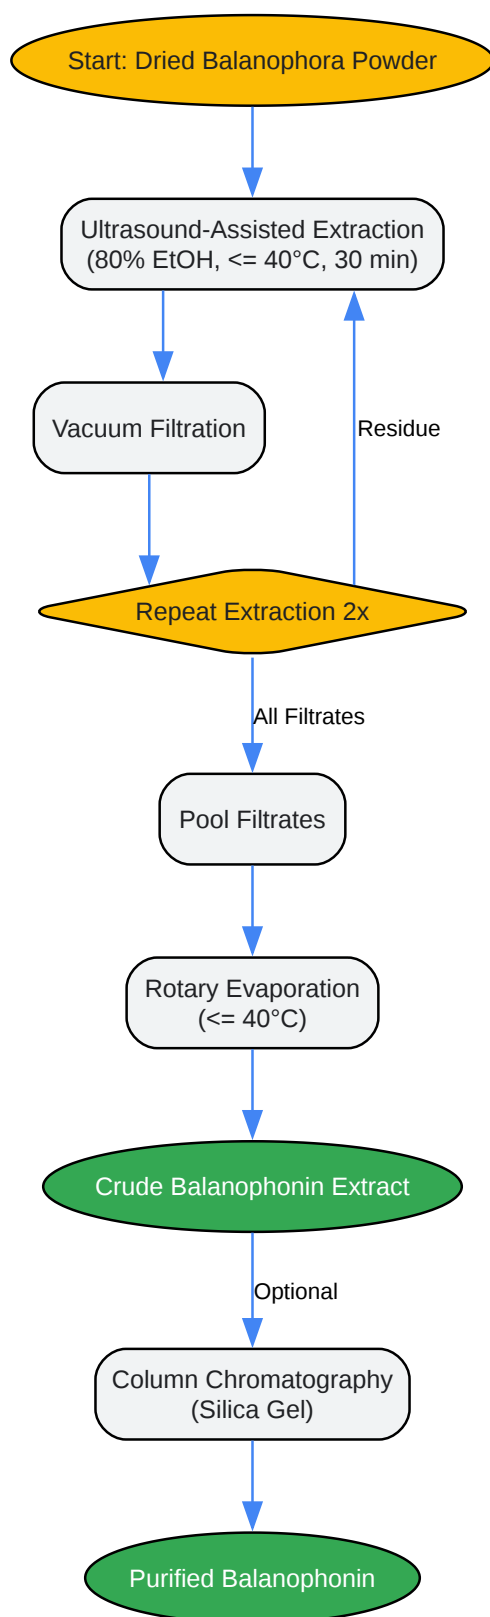 Start: Dried Balanophora Powder
Ultrasound-Assisted Extraction
(80% EtOH, <= 40°C, 30 min)
Vacuum Filtration
Residue
Repeat Extraction 2x
All Filtrates
Pool Filtrates
Rotary Evaporation
(<= 40°C)
Crude Balanophonin Extract
Optional
Column Chromatography
(Silica Gel)
Purified Balanophonin